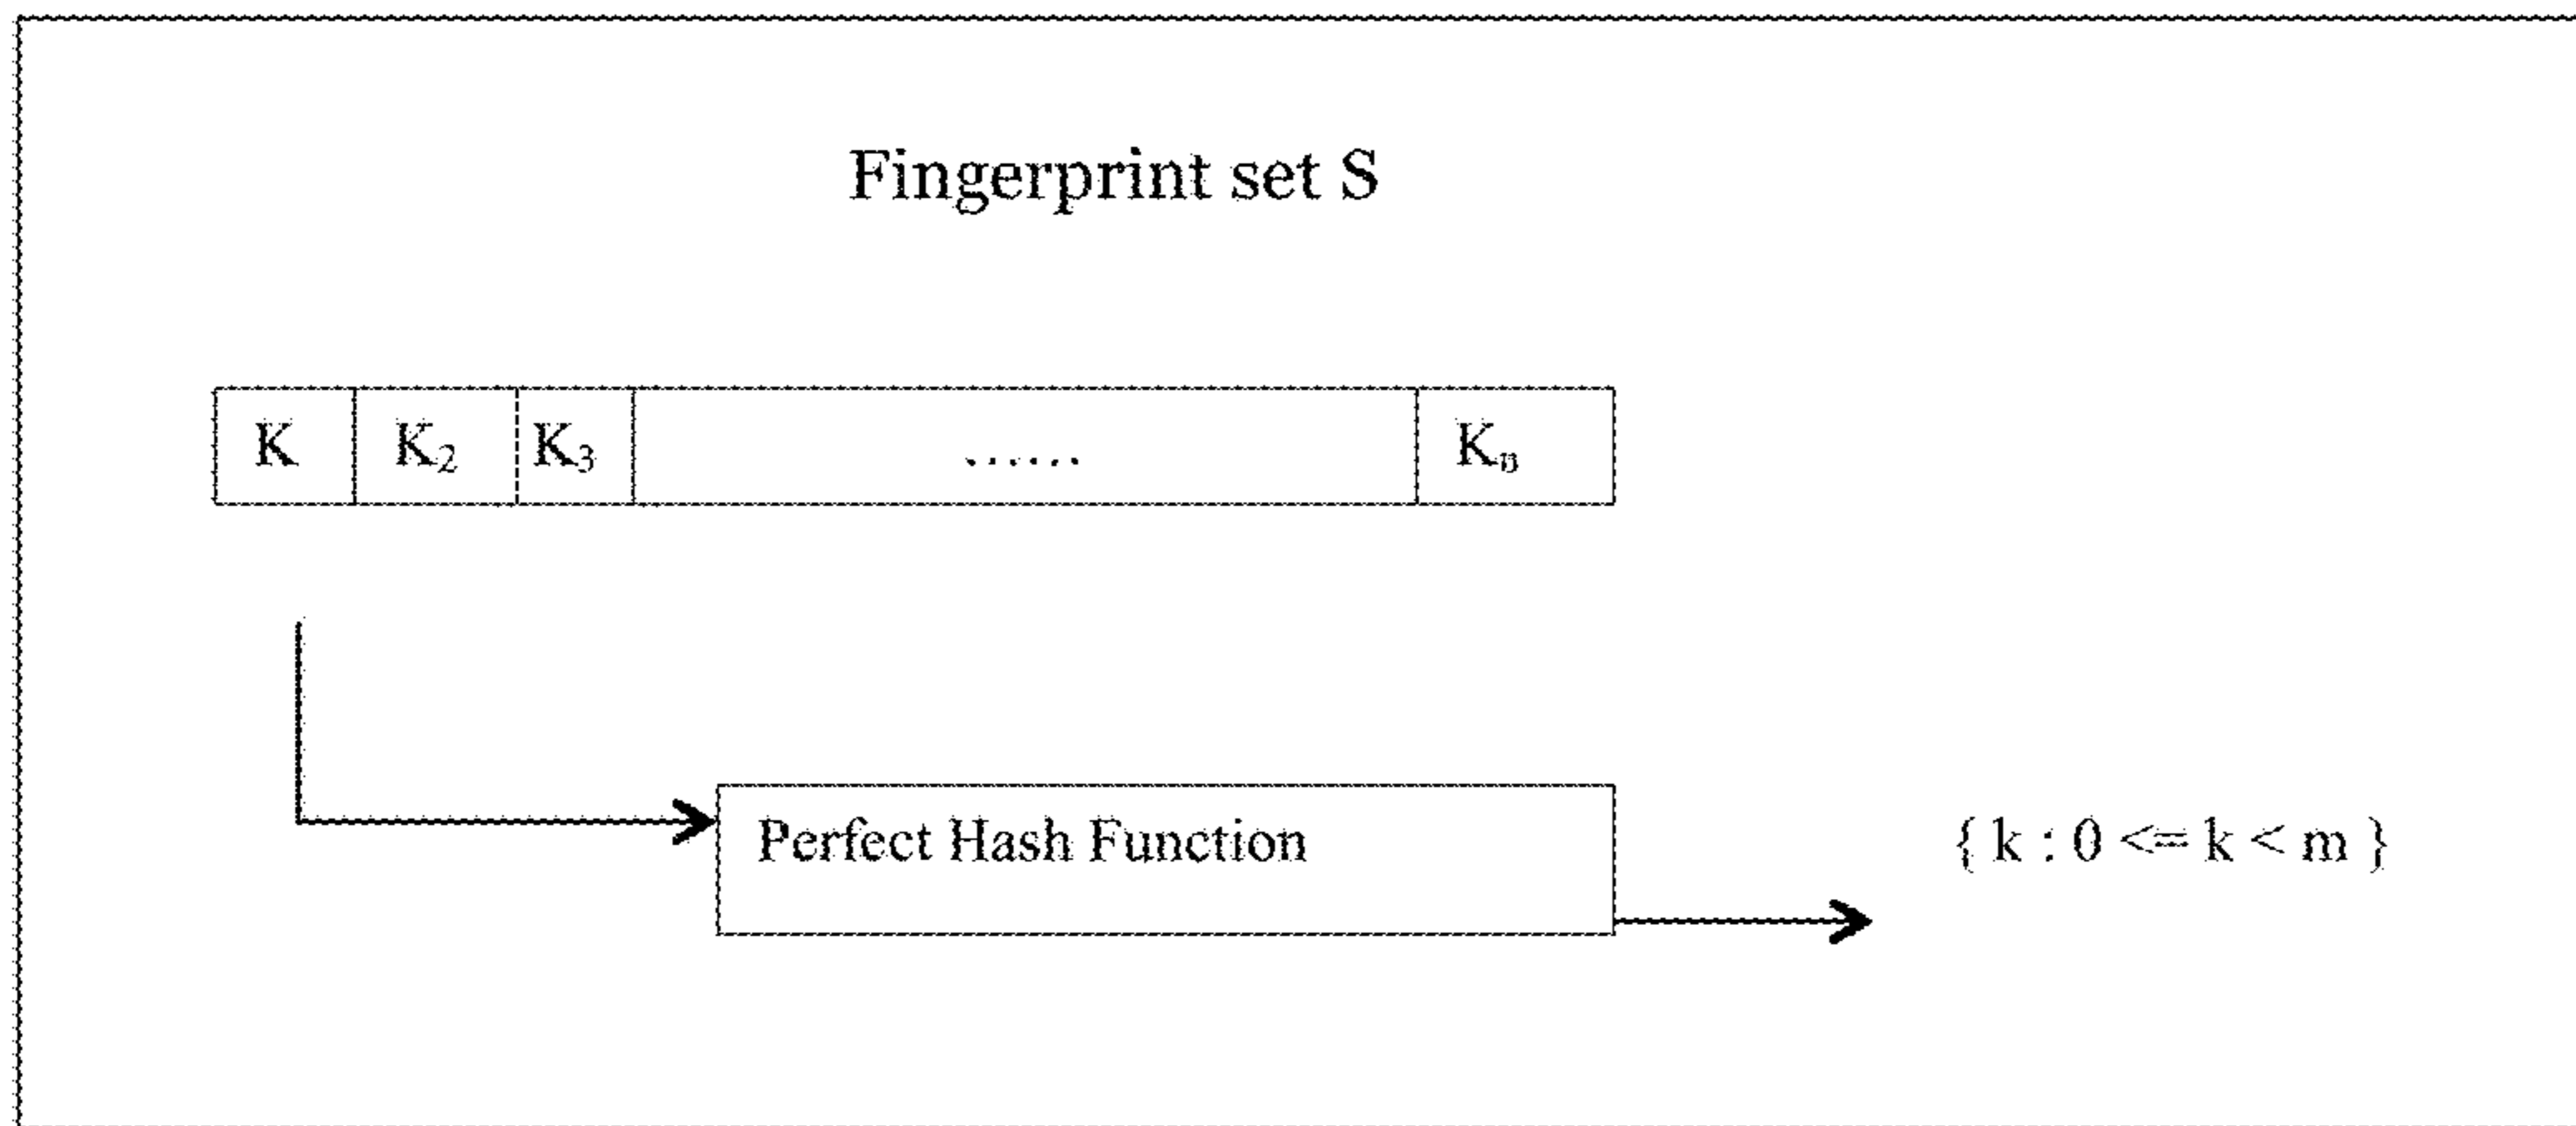 Fingerprint set S
K K₂ K₃ ...... Kₙ
Perfect Hash Function
{ k : 0 <= k < m }